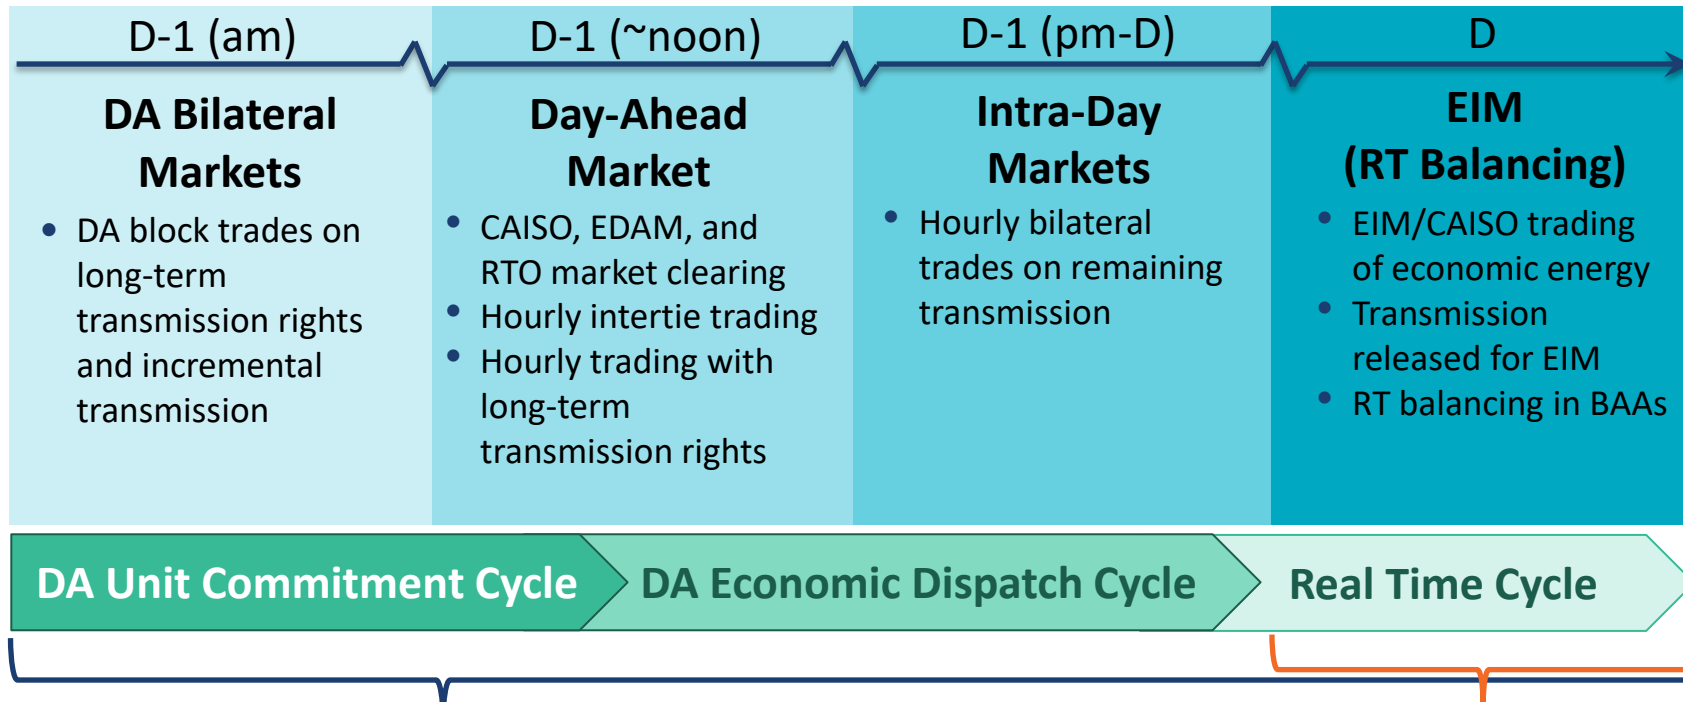 D-1 (am)
DA Bilateral
Markets
• DA block trades on
long-term
transmission rights
and incremental
transmission
D-1 (~noon)
Day-Ahead
Market
• CAISO, EDAM, and
RTO market clearing
• Hourly intertie trading
• Hourly trading with
long-term
transmission rights
D-1 (pm-D)
Intra-Day
Markets
• Hourly bilateral
trades on remaining
transmission
D
EIM
(RT Balancing)
• EIM/CAISO trading
of economic energy
• Transmission
released for EIM
• RT balancing in BAAs
DA Unit Commitment Cycle
DA Economic Dispatch Cycle
Real Time Cycle